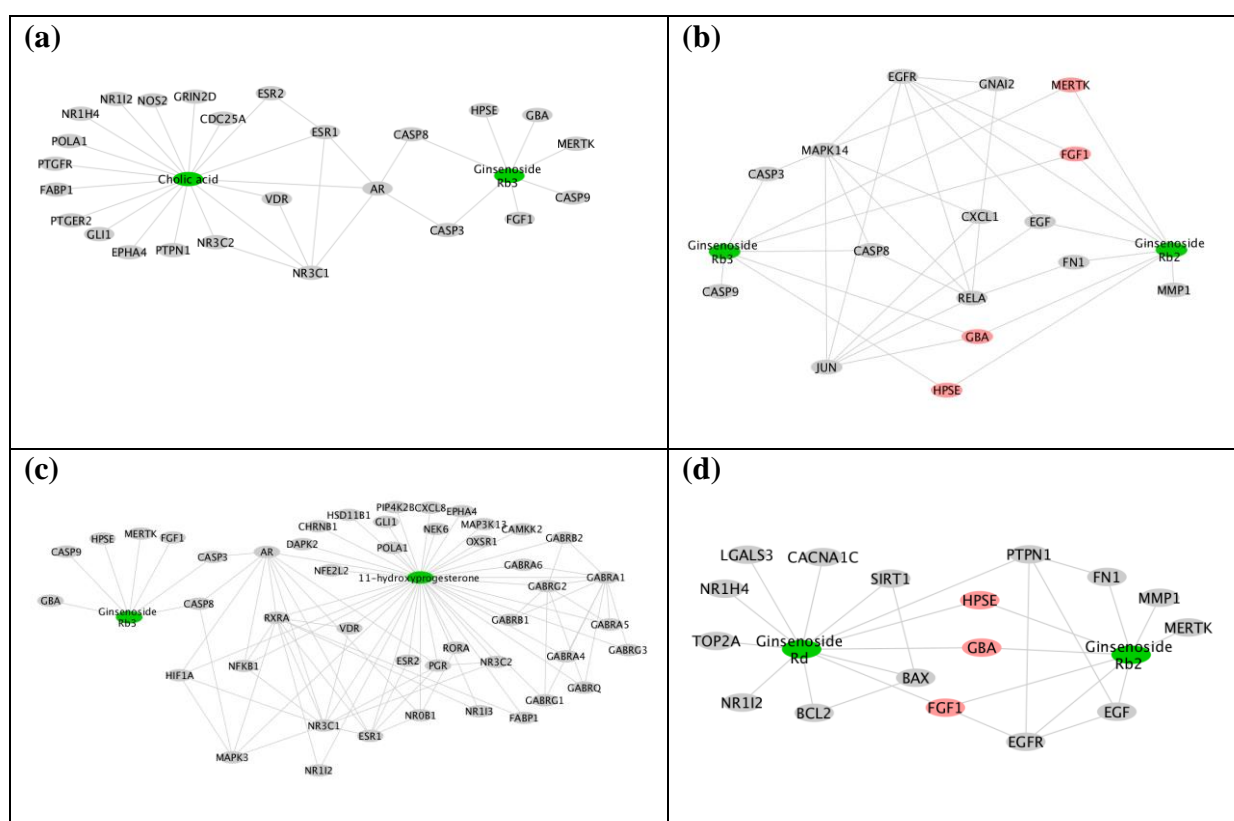 (a)
NR1I2
NOS2
GRIN2D
ESR2
NR1H4
CDC25A
POLA1
ESR1
CASP8
HPSE
GBA
MERTK
PTGFR
Cholic acid
Ginsenoside
Rb3
FABP1
AR
CASP9
VDR
PTGER2
GLI1
FGF1
EPHA4
PTPN1
NR3C2
CASP3
NR3C1
(b)
EGFR
GNAI2
MERTK
MAPK14
FGF1
CASP3
CXCL1
EGF
Ginsenoside
Rb3
CASP8
FN1
Ginsenoside
Rb2
CASP9
RELA
MMP1
GBA
JUN
HPSE
(c)
PIP4K2B
CXCL8
EPHA4
HSD11B1
GLI1
CHRNB1
NEK6
MAP3K13
CAMKK2
MERTK
FGF1
HPSE
CASP9
CASP3
AR
DAPK2
POLA1
OXSR1
GABRB2
NFE2L2
11-hydroxyprogesterone
GABRA6
GABRG2
GABRA1
GBA
Ginsenoside
Rb3
CASP8
RXRA
VDR
GABRB1
GABRA5
RORA
GABRG3
HIF1A
NFKB1
ESR2
PGR
NR3C2
GABRA4
GABRQ
GABRG1
NR3C1
NR0B1
NR1I3
FABP1
ESR1
MAPK3
NR1I2
(d)
LGALS3
CACNA1C
PTPN1
SIRT1
FN1
NR1H4
HPSE
MMP1
MERTK
TOP2A
Ginsenoside
Rd
GBA
Ginsenoside
Rb2
BAX
NR1I2
BCL2
FGF1
EGF
EGFR